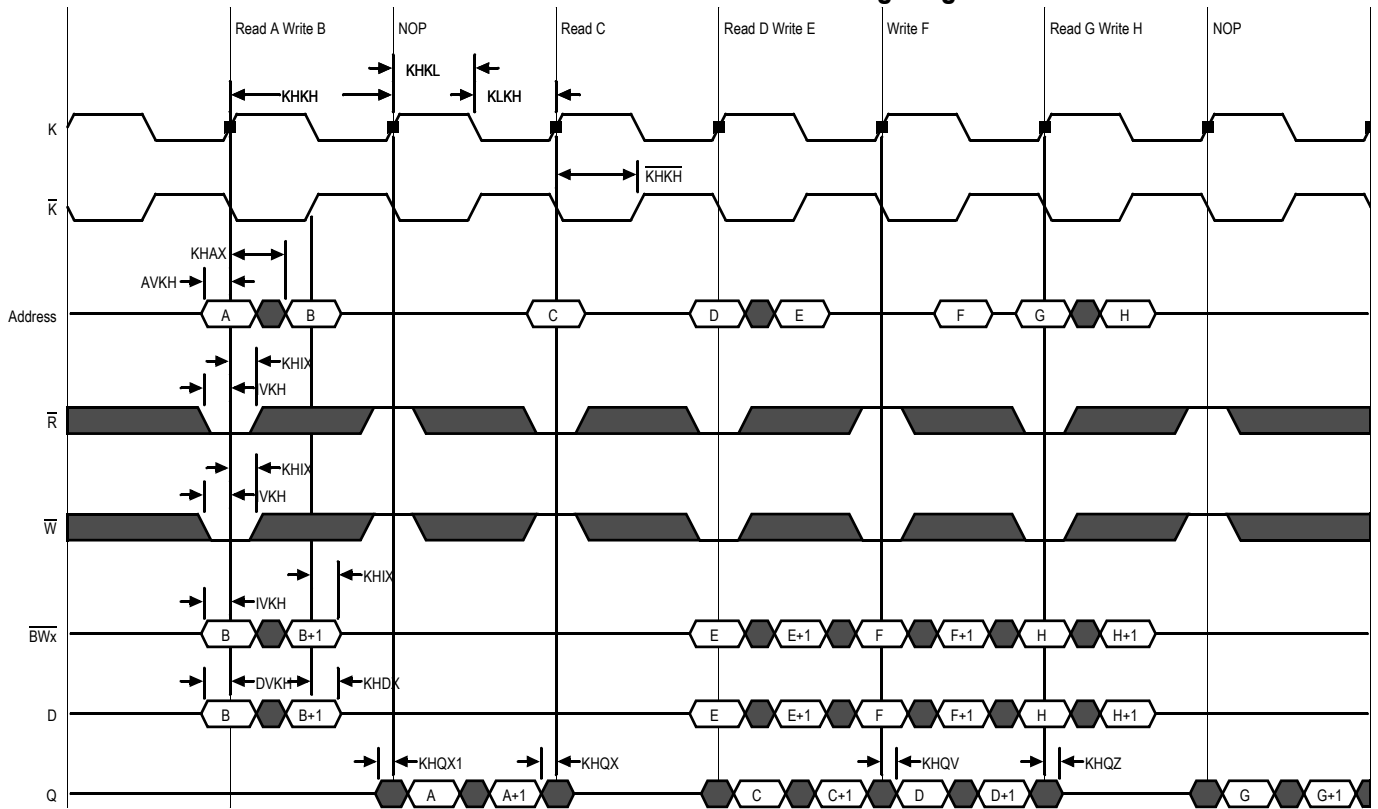 Read A Write B NOP Read C Read D Write E Write F Read G Write H NOP
KHKL
KHKH KLKH
K
KHKH
K
KHAX
AVKH
Address A B C D E F G H
KHIX
IVKH
R
KHIX
IVKH
W
KHIX
IVKH
BWx B B+1 E E+1 F F+1 H H+1
DVKH KHDX
D B B+1 E E+1 F F+1 H H+1
KHQX1 KHQX KHQV KHQZ
Q A A+1 C C+1 D D+1 G G+1